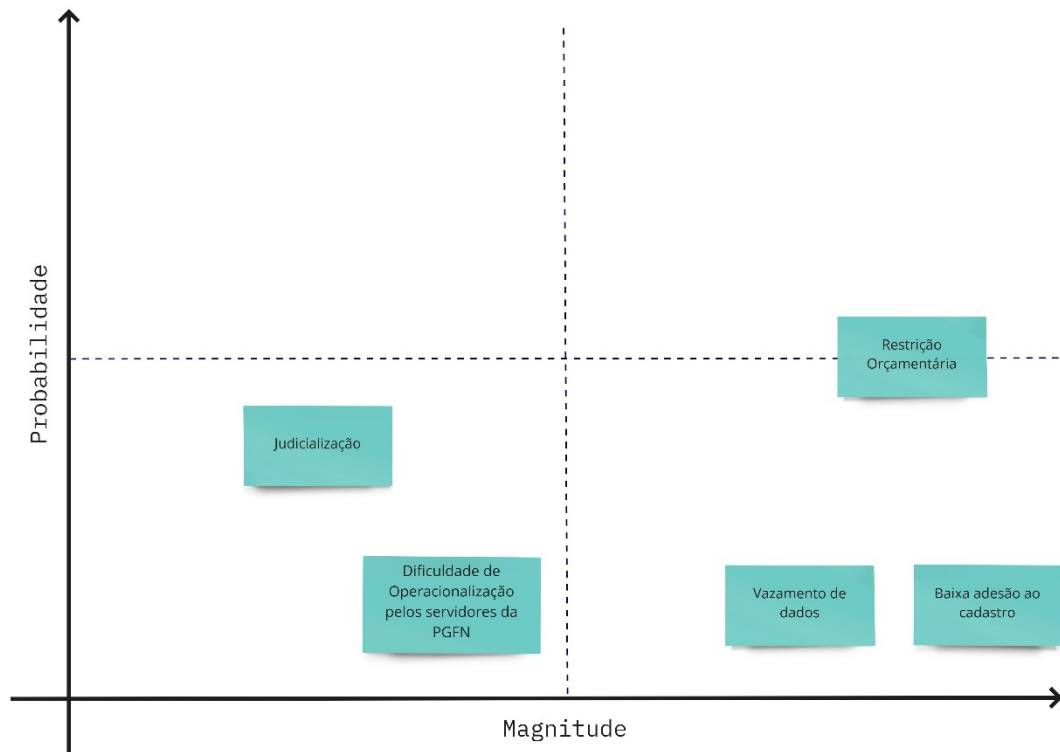 Probabilidade
Restrição
Orçamentária
Judicialização
Dificuldade de
Operacionalização
pelos servidores da
PGFN
Vazamento de
dados
Baixa adesão ao
cadastro
Magnitude